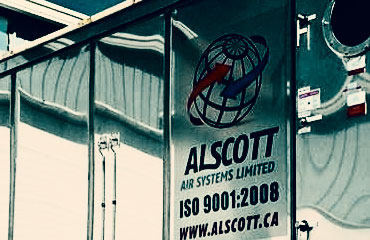 ALSCOTT
AIR SYSTEMS LIMITED
ISO 9001:2008
WWW.ALSCOTT.CA